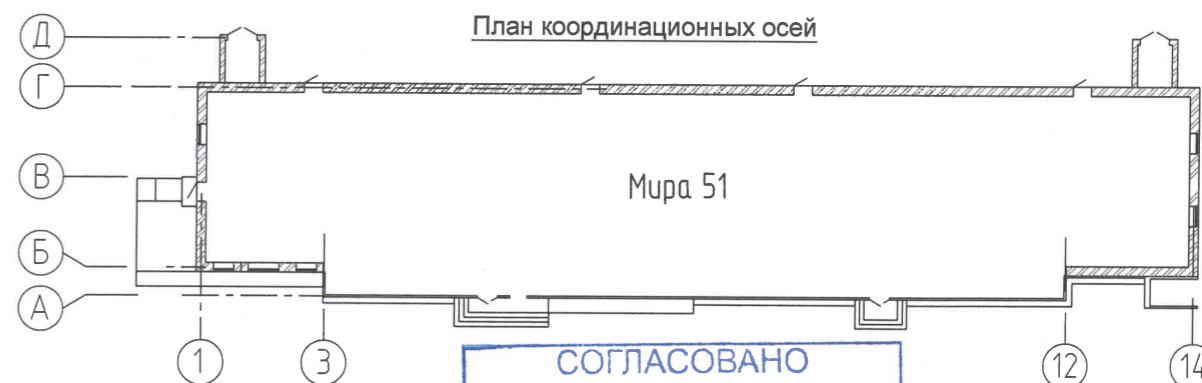 План координационных осей
Д
Г
В
Мира 51
Б
А
1
3
12
14
СОГЛАСОВАНО